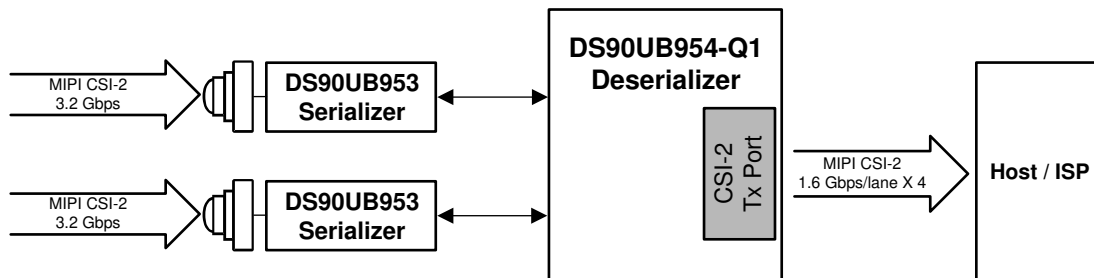 MIPI CSI-2
3.2 Gbps
DS90UB953
Serializer
MIPI CSI-2
3.2 Gbps
DS90UB953
Serializer
DS90UB954-Q1
Deserializer
CSI-2
Tx Port
MIPI CSI-2
1.6 Gbps/lane X 4
Host / ISP